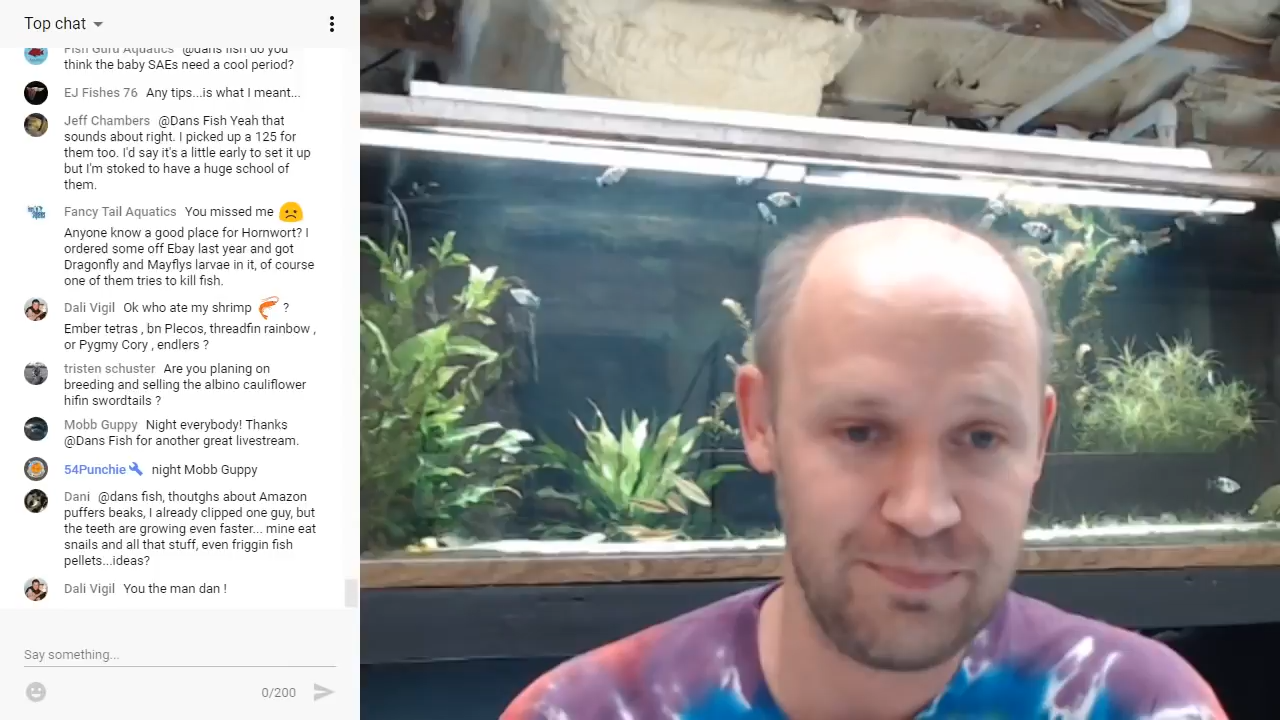 Top chat
Fish Guru Aquatics @dans fish do you
think the baby SAEs need a cool period?
EJ Fishes 76 Any tips...is what I meant...
Jeff Chambers @Dans Fish Yeah that
sounds about right. I picked up a 125 for
them too. I'd say it's a little early to set it up
but I'm stoked to have a huge school of
them.
Fancy Tail Aquatics You missed me
Anyone know a good place for Hornwort? I
ordered some off Ebay last year and got
Dragonfly and Mayflys larvae in it, of course
one of them tries to kill fish.
Dali Vigil Ok who ate my shrimp ?
Ember tetras , bn Plecos, threadfin rainbow ,
or Pygmy Cory , endlers ?
tristen schuster Are you planing on
breeding and selling the albino cauliflower
hifin swordtails ?
Mobb Guppy Night everybody! Thanks
@Dans Fish for another great livestream.
54Punchie night Mobb Guppy
Dani @dans fish, thoutghs about Amazon
puffers beaks, I already clipped one guy, but
the teeth are growing even faster... mine eat
snails and all that stuff, even friggin fish
pellets...ideas?
Dali Vigil You the man dan !
Say something...
0/200